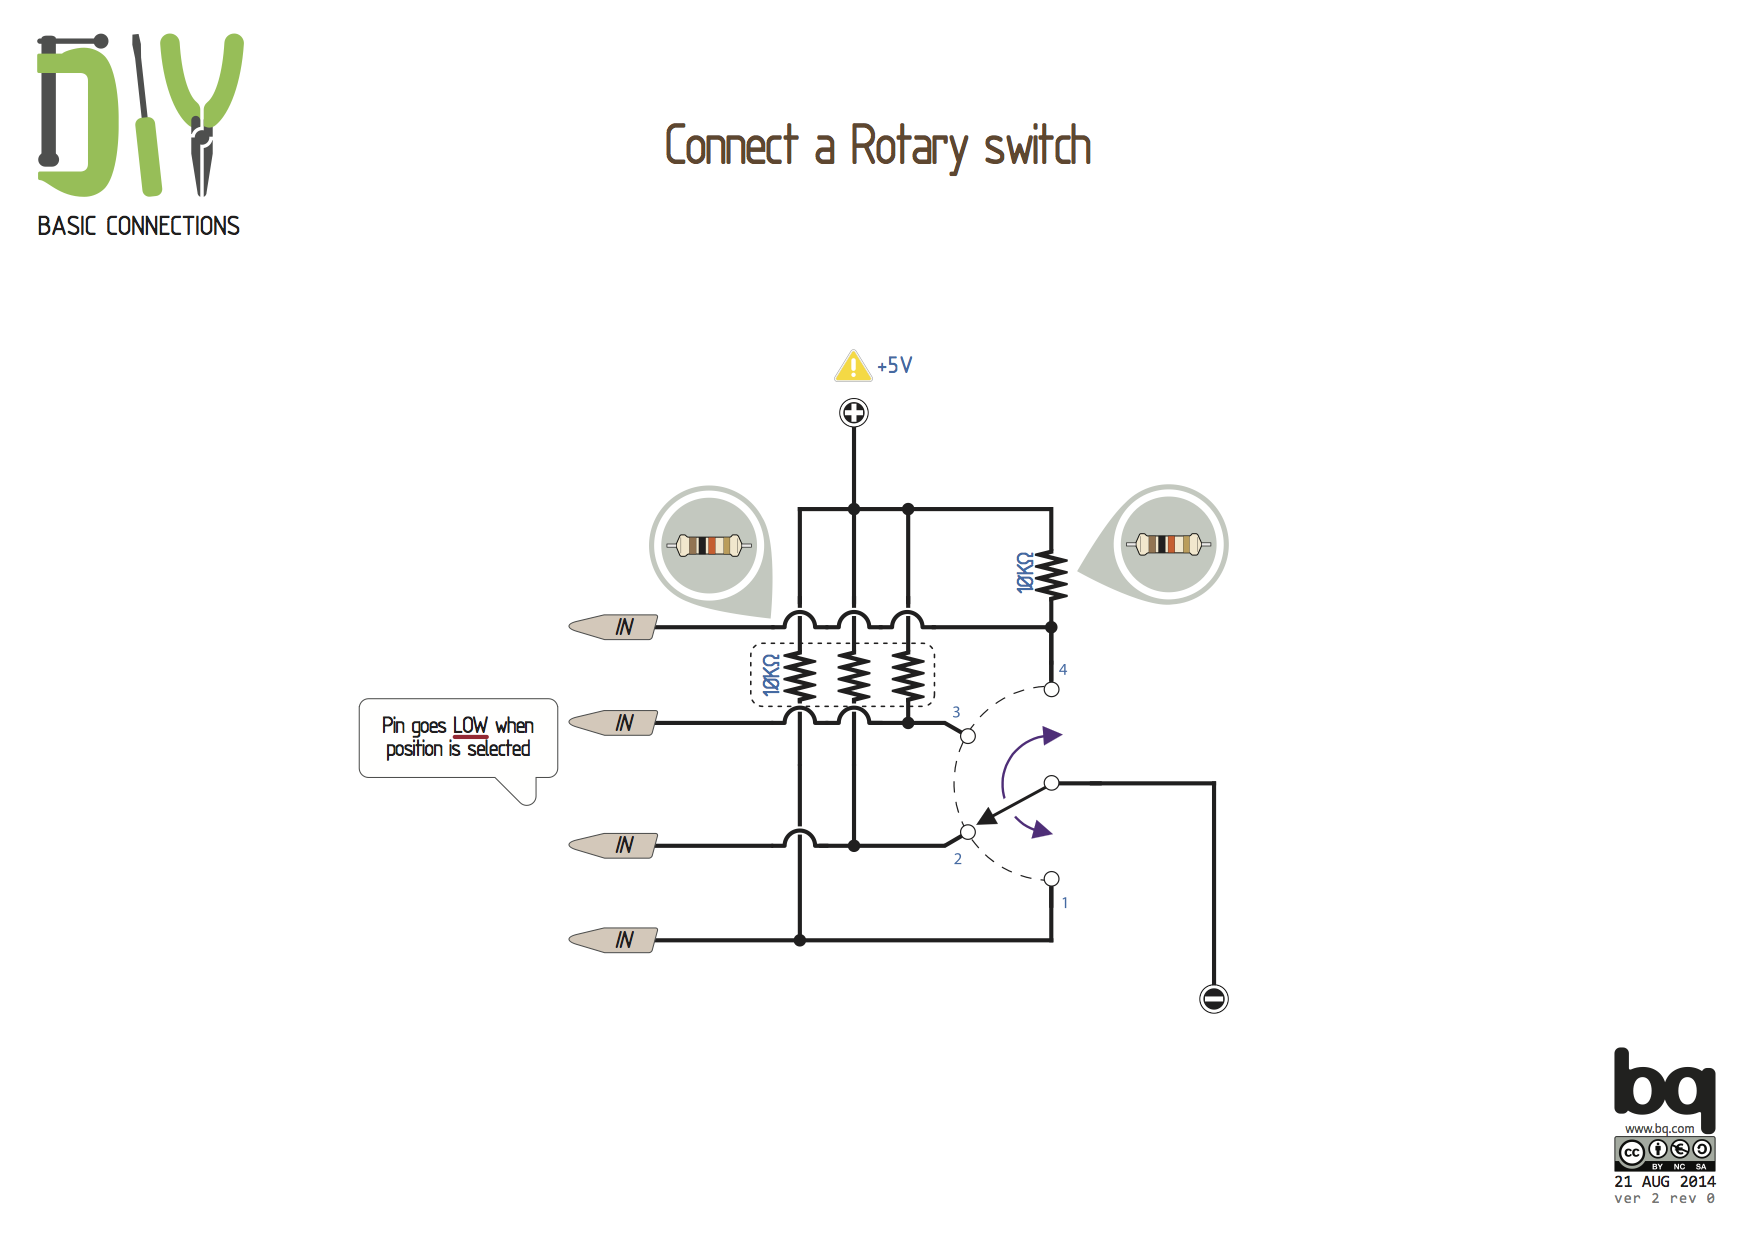 DIY
BASIC CONNECTIONS
Connect a Rotary switch
+5V
10KΩ
IN
10KΩ
4
IN
3
Pin goes LOW when
position is selected
IN
2
1
IN
bq
www.bq.com
cc
BY NC SA
21 AUG 2014
ver 2 rev 0